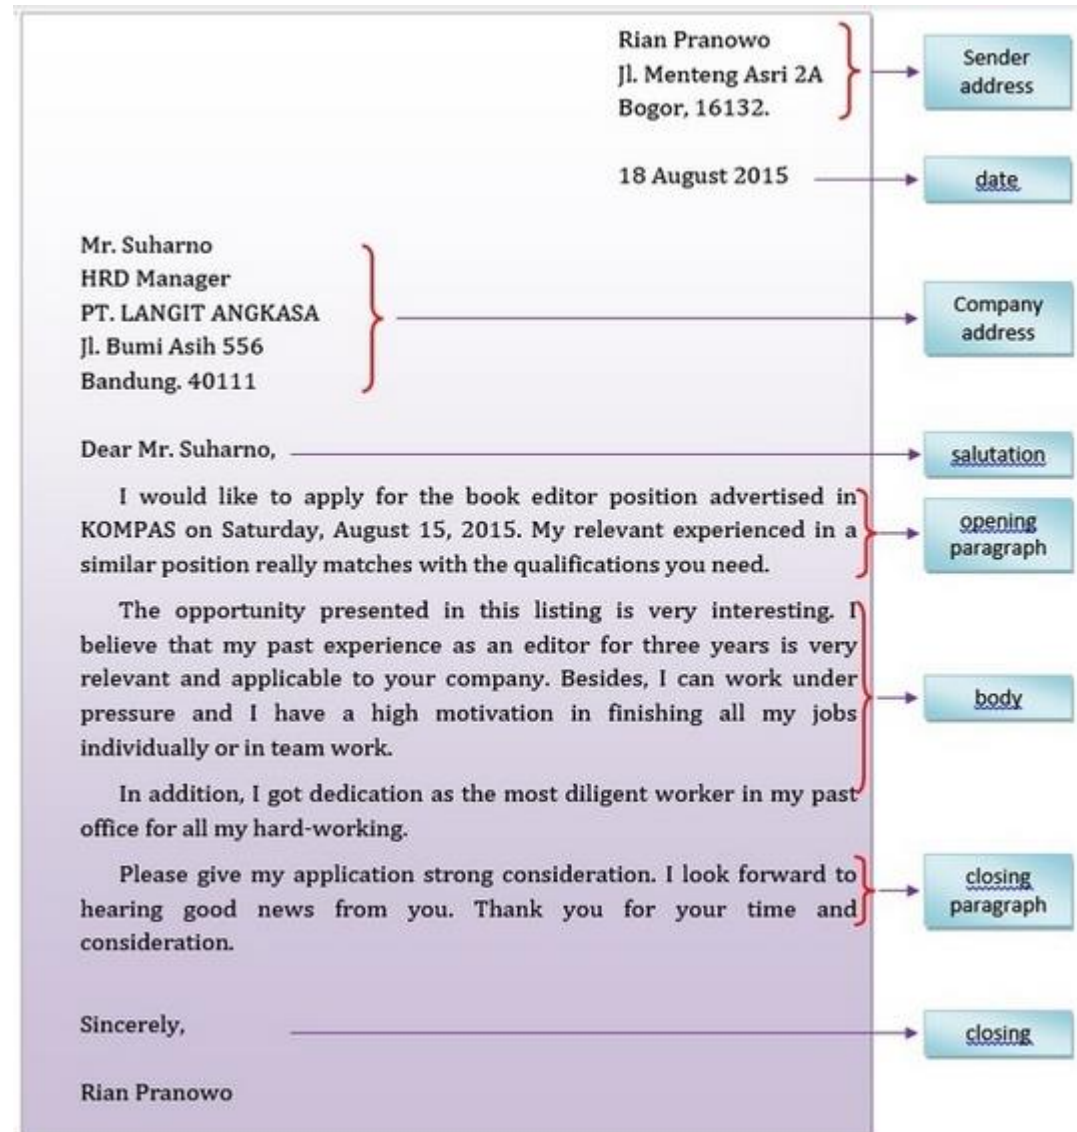 Rian Pranowo
Jl. Menteng Asri 2A
Bogor, 16132.
Sender
address
18 August 2015
date
Mr. Suharno
HRD Manager
PT. LANGIT ANGKASA
Jl. Bumi Asih 556
Bandung. 40111
Company
address
Dear Mr. Suharno,
salutation
I would like to apply for the book editor position advertised in
KOMPAS on Saturday, August 15, 2015. My relevant experienced in a
similar position really matches with the qualifications you need.
opening
paragraph
The opportunity presented in this listing is very interesting. I
believe that my past experience as an editor for three years is very
relevant and applicable to your company. Besides, I can work under
pressure and I have a high motivation in finishing all my jobs
individually or in team work.
In addition, I got dedication as the most diligent worker in my past
office for all my hard-working.
body
Please give my application strong consideration. I look forward to
hearing good news from you. Thank you for your time and
consideration.
closing
paragraph
Sincerely,
closing
Rian Pranowo